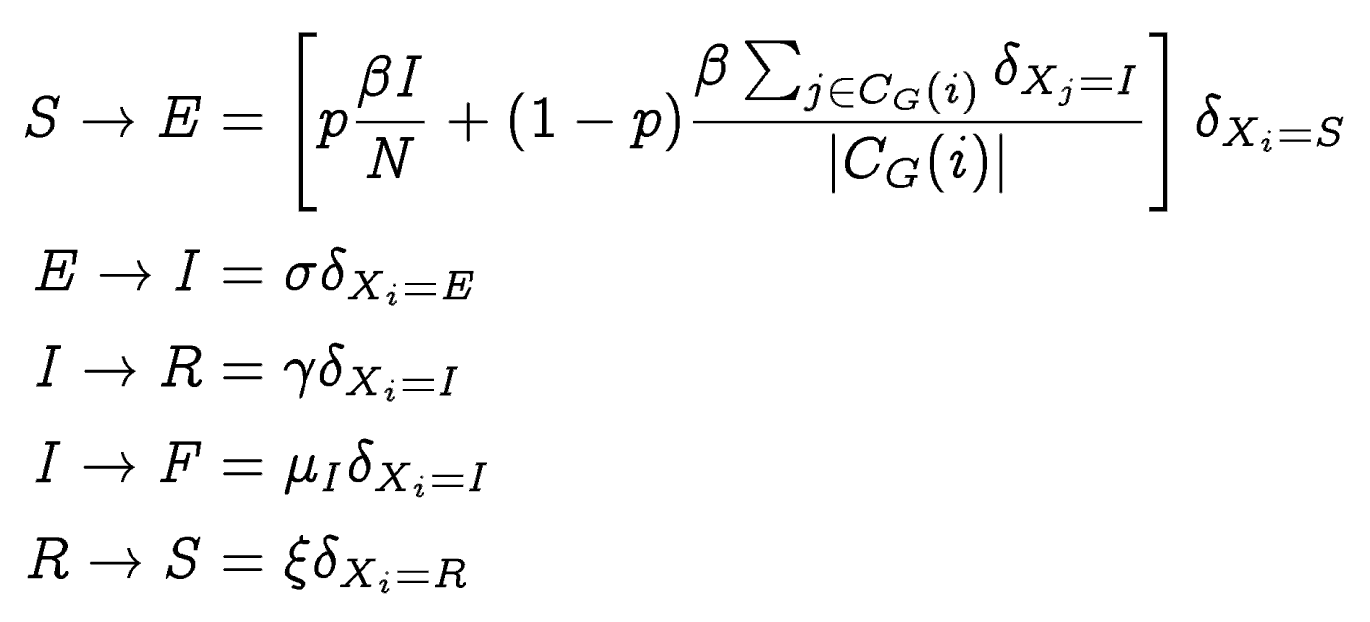 S → E = [p βI/N + (1 − p) β ∑_{j∈C_G(i)} δ_{X_j=I} / |C_G(i)|] δ_{X_i=S}
E → I = σδ_{X_i=E}
I → R = γδ_{X_i=I}
I → F = μ_I δ_{X_i=I}
R → S = ξδ_{X_i=R}